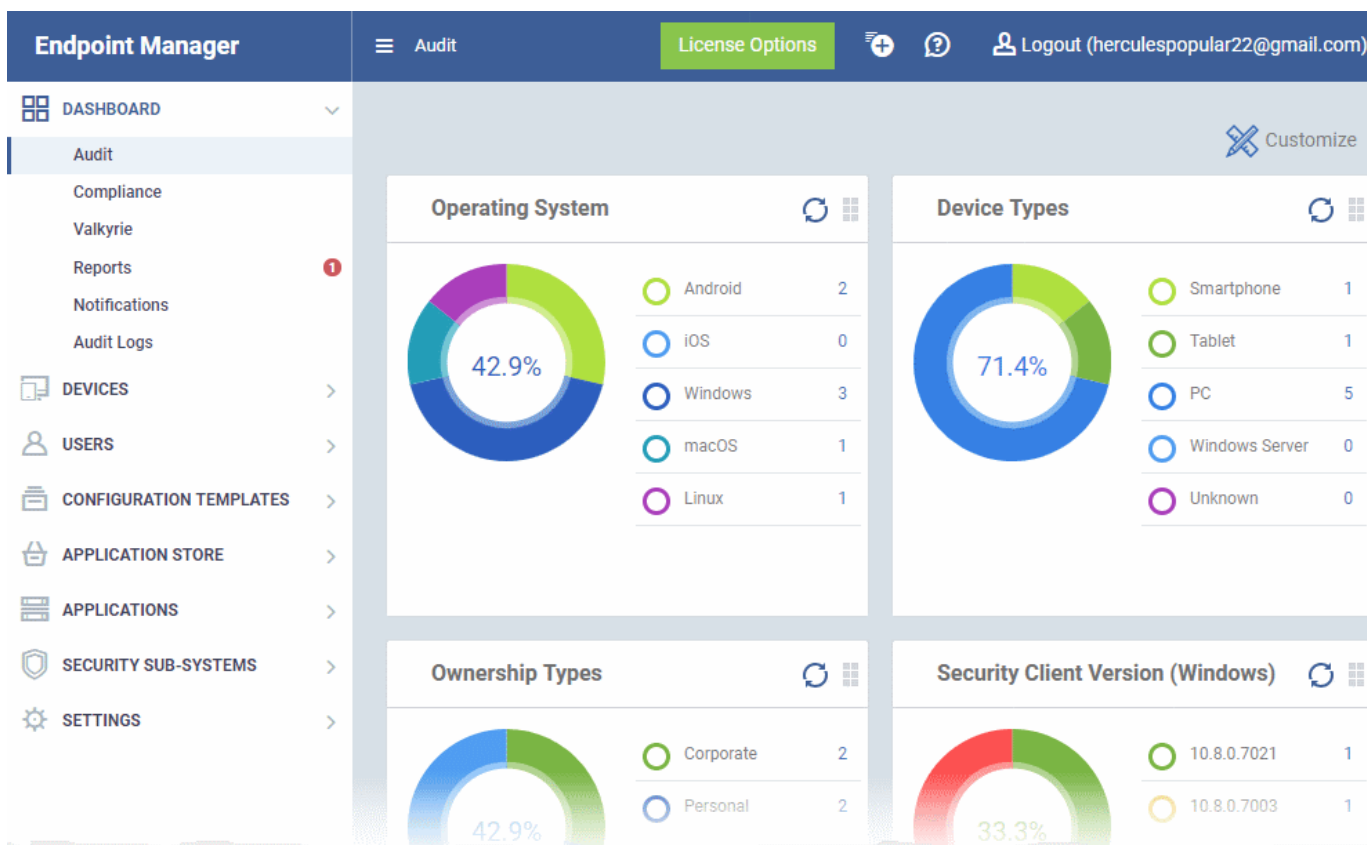 Endpoint Manager
Audit
License Options
Logout (herculespopular22@gmail.com)
DASHBOARD
Audit
Compliance
Valkyrie
Reports 1
Notifications
Audit Logs
DEVICES
USERS
CONFIGURATION TEMPLATES
APPLICATION STORE
APPLICATIONS
SECURITY SUB-SYSTEMS
SETTINGS
Customize
Operating System
42.9%
Android 2
iOS 0
Windows 3
macOS 1
Linux 1
Device Types
71.4%
Smartphone 1
Tablet 1
PC 5
Windows Server 0
Unknown 0
Ownership Types
42.9%
Corporate 2
Personal 2
Security Client Version (Windows)
33.3%
10.8.0.7021 1
10.8.0.7003 1